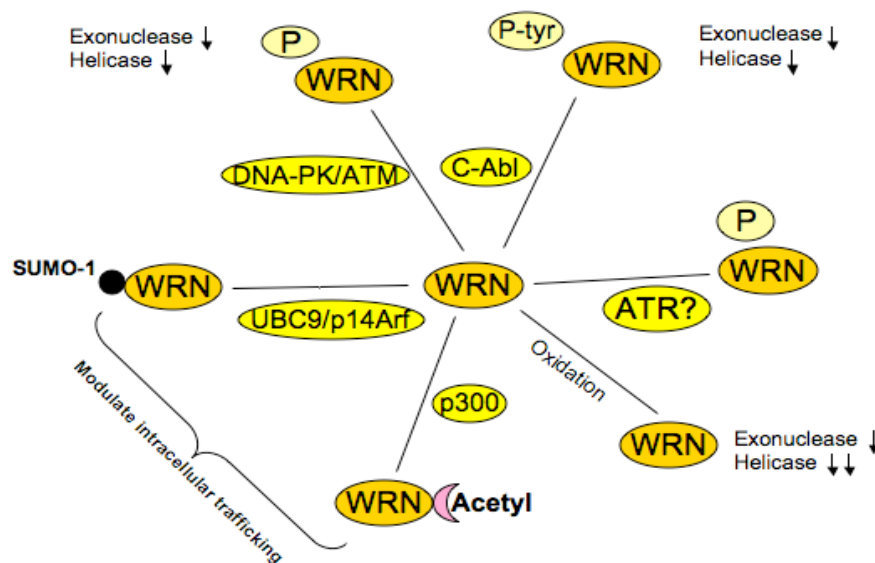 Exonuclease ↓
Helicase ↓
P
WRN
P-tyr
WRN
Exonuclease ↓
Helicase ↓
DNA-PK/ATM
C-Abl
P
WRN
SUMO-1
WRN
WRN
UBC9/p14Arf
ATR?
Oxidation
p300
Modulate intracellular trafficking
WRN
Exonuclease ↓
Helicase ↓↓
WRN
Acetyl